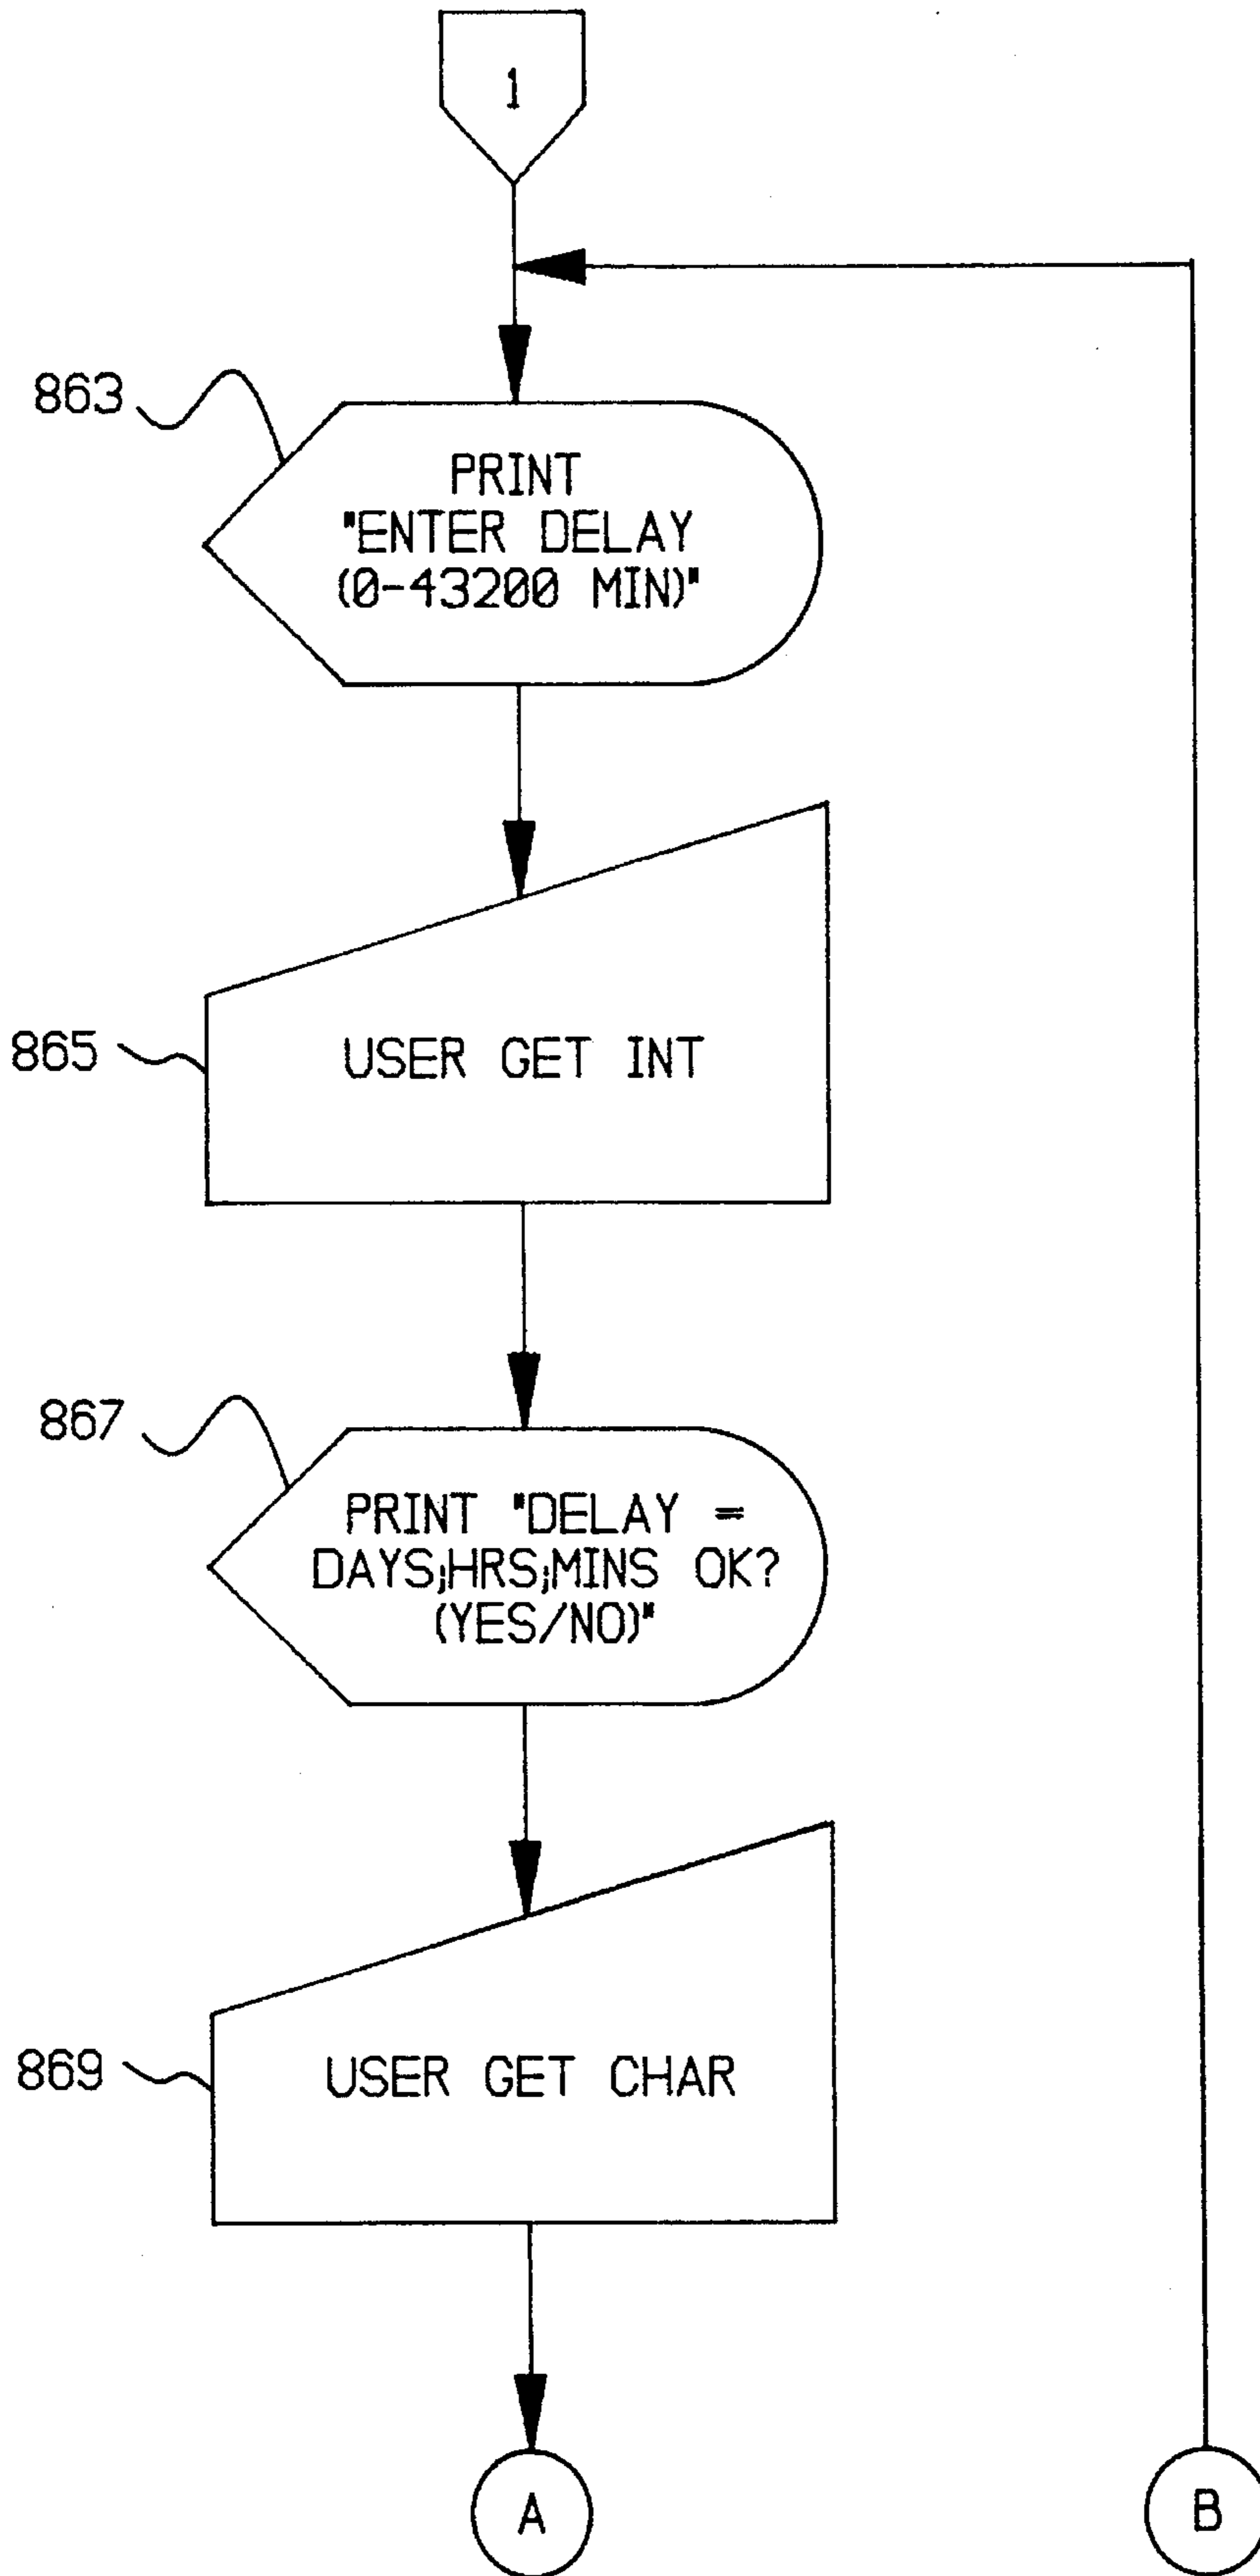 1
863
PRINT
"ENTER DELAY
(0-43200 MIN)"
865
USER GET INT
867
PRINT "DELAY =
DAYS;HRS;MINS OK?
(YES/NO)"
869
USER GET CHAR
A
B